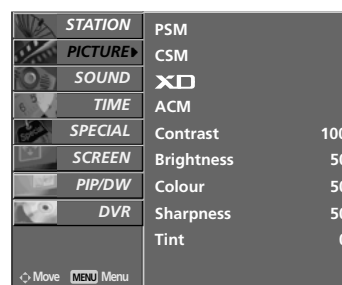 STATION
PICTURE
SOUND
TIME
SPECIAL
SCREEN
PIP/DW
DVR
Move MENU Menu
PSM
CSM
XD
ACM
Contrast 100
Brightness 50
Colour 50
Sharpness 50
Tint 0